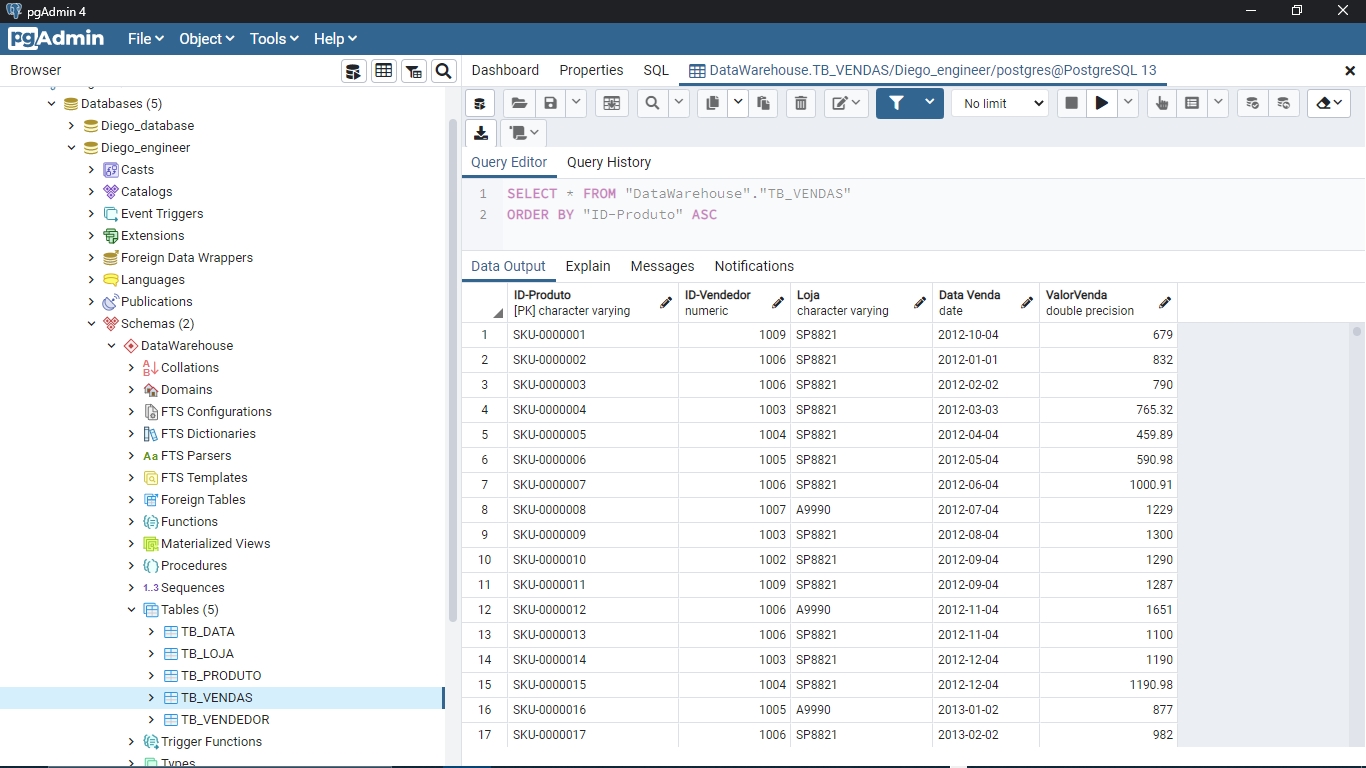 pgAdmin 4
pgAdmin File Object Tools Help
Browser
Dashboard Properties SQL DataWarehouse.TB_VENDAS/Diego_engineer/postgres@PostgreSQL 13
No limit
Databases (5)
Diego_database
Diego_engineer
Casts
Catalogs
Event Triggers
Extensions
Foreign Data Wrappers
Languages
Publications
Schemas (2)
DataWarehouse
Collations
Domains
FTS Configurations
FTS Dictionaries
Aa FTS Parsers
FTS Templates
Foreign Tables
Functions
Materialized Views
Procedures
1..3 Sequences
Tables (5)
TB_DATA
TB_LOJA
TB_PRODUTO
TB_VENDAS
TB_VENDEDOR
Trigger Functions
Types
Query Editor Query History
1 SELECT * FROM "DataWarehouse"."TB_VENDAS"
2 ORDER BY "ID-Produto" ASC
Data Output Explain Messages Notifications
ID-Produto ID-Vendedor Loja Data Venda ValorVenda
[PK] character varying numeric character varying date double precision
1 SKU-0000001 1009 SP8821 2012-10-04 679
2 SKU-0000002 1006 SP8821 2012-01-01 832
3 SKU-0000003 1006 SP8821 2012-02-02 790
4 SKU-0000004 1003 SP8821 2012-03-03 765.32
5 SKU-0000005 1004 SP8821 2012-04-04 459.89
6 SKU-0000006 1005 SP8821 2012-05-04 590.98
7 SKU-0000007 1006 SP8821 2012-06-04 1000.91
8 SKU-0000008 1007 A9990 2012-07-04 1229
9 SKU-0000009 1003 SP8821 2012-08-04 1300
10 SKU-0000010 1002 SP8821 2012-09-04 1290
11 SKU-0000011 1009 SP8821 2012-09-04 1287
12 SKU-0000012 1006 A9990 2012-11-04 1651
13 SKU-0000013 1006 SP8821 2012-11-04 1100
14 SKU-0000014 1003 SP8821 2012-12-04 1190
15 SKU-0000015 1004 SP8821 2012-12-04 1190.98
16 SKU-0000016 1005 A9990 2013-01-02 877
17 SKU-0000017 1006 SP8821 2013-02-02 982